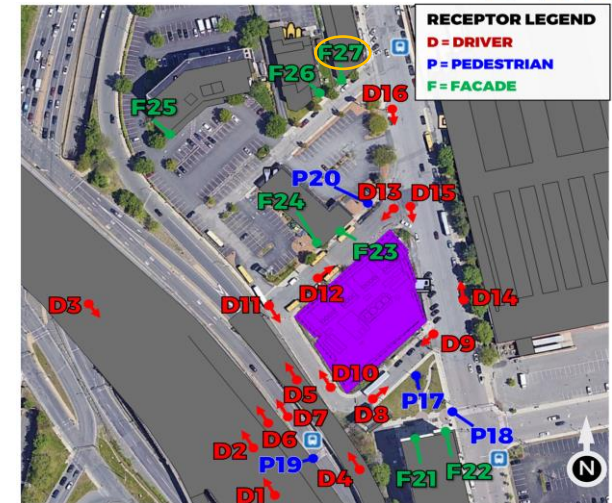 RECEPTOR LEGEND
D = DRIVER
P = PEDESTRIAN
F = FACADE
F27
F26
D16
F25
P20
D13
D15
F24
F23
D12
D3
D11
D14
D9
D5
D10
D7
D8
P17
D6
D2
P18
P19
D4
F21
F22
D1
N